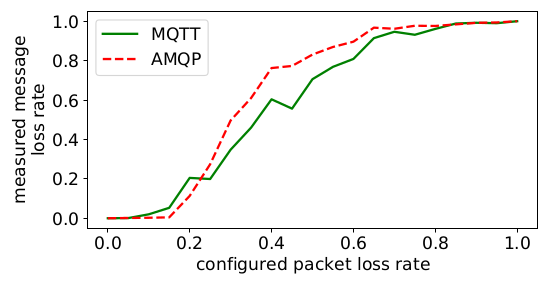 measured message
loss rate
1.0
0.8
0.6
0.4
0.2
0.0
MQTT
AMQP
0.0 0.2 0.4 0.6 0.8 1.0
configured packet loss rate